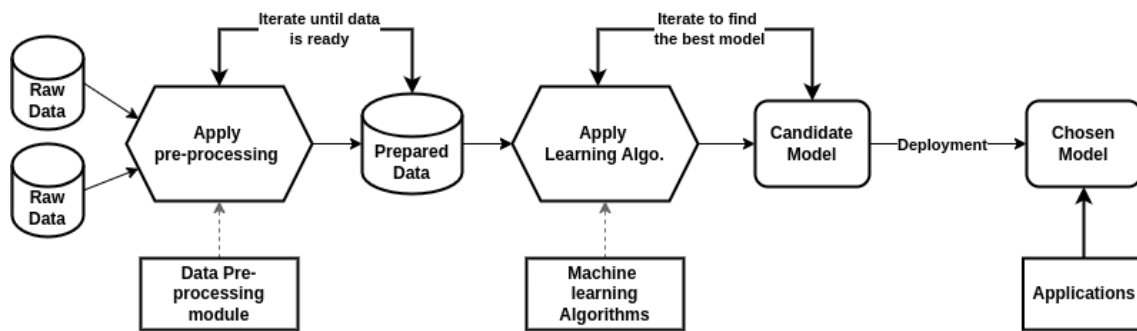 Iterate until data
is ready
Iterate to find
the best model
Raw
Data
Raw
Data
Apply
pre-processing
Prepared
Data
Apply
Learning Algo.
Candidate
Model
Deployment
Chosen
Model
Data Pre-
processing
module
Machine
learning
Algorithms
Applications